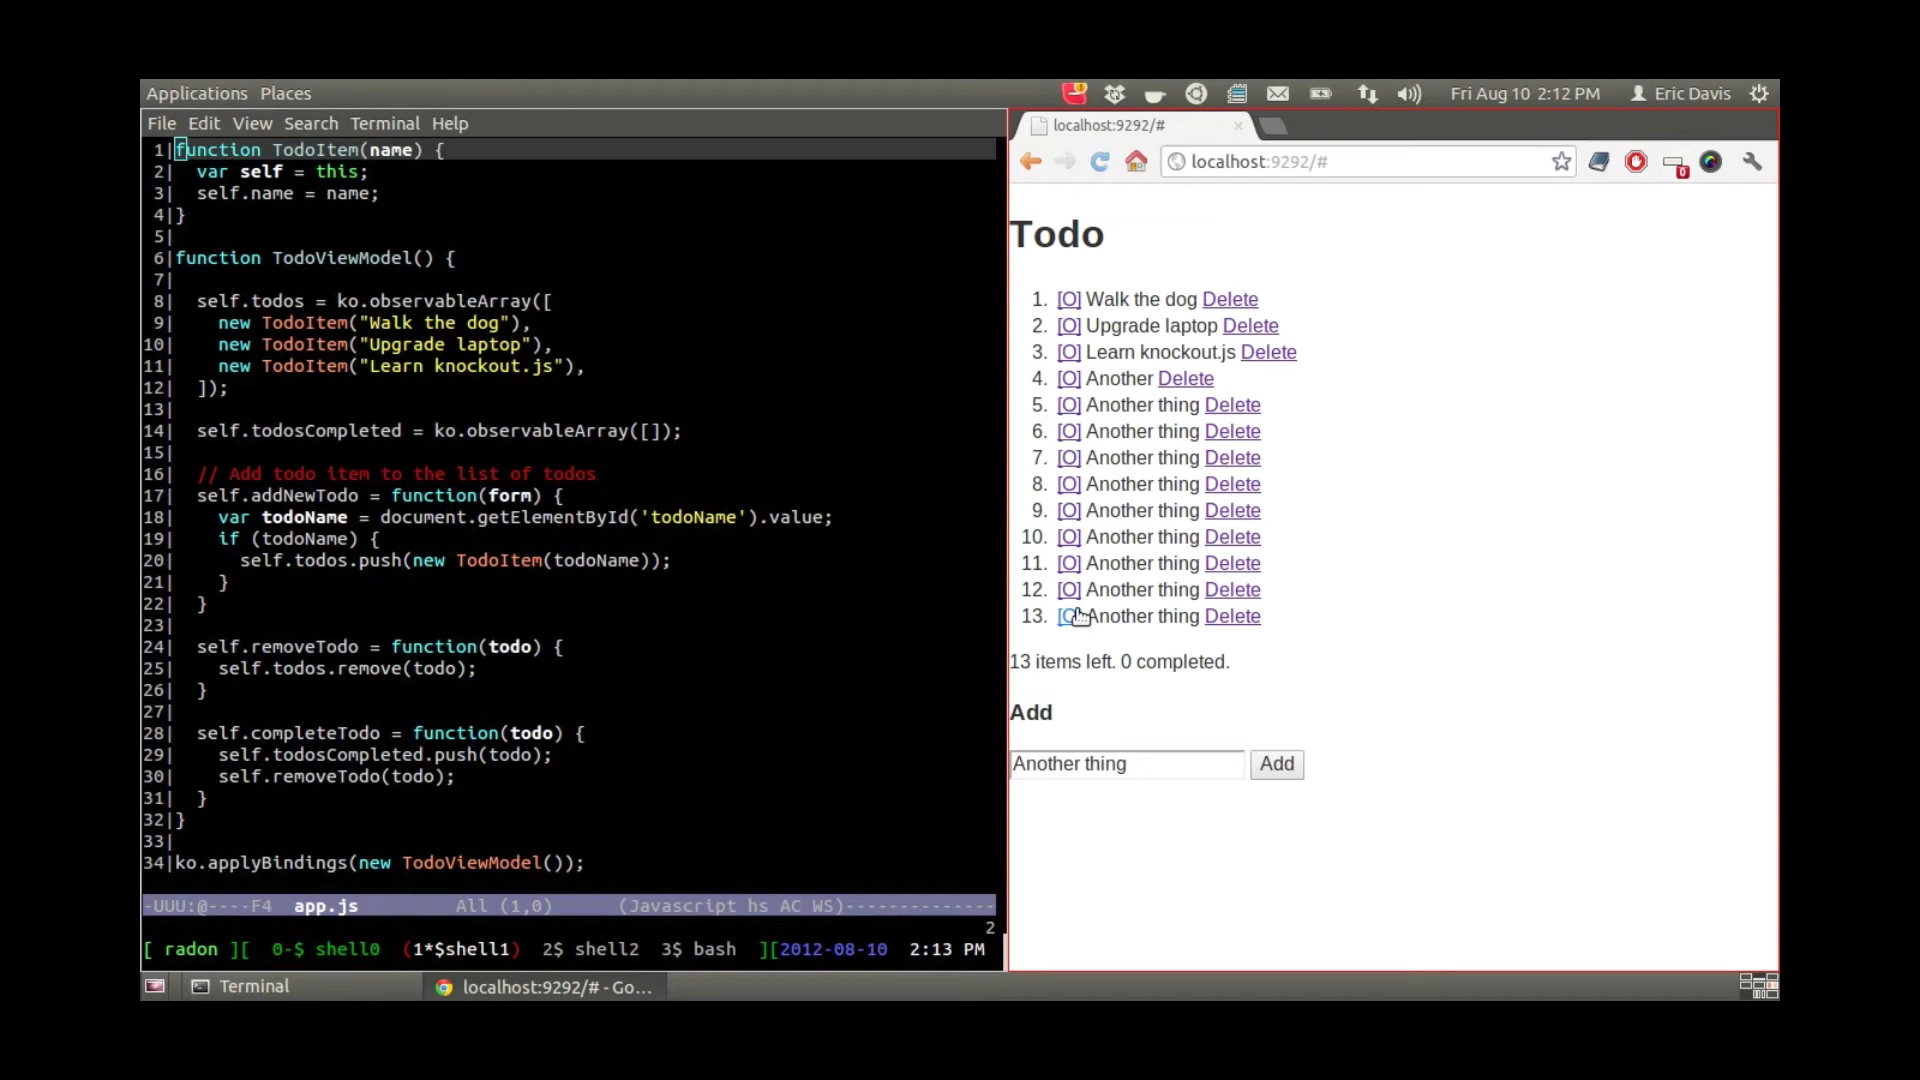 Applications Places
Fri Aug 10 2:12 PM Eric Davis
File Edit View Search Terminal Help
1|function TodoItem(name) {
2|  var self = this;
3|  self.name = name;
4|}
5|
6|function TodoViewModel() {
7|
8|  self.todos = ko.observableArray([
9|    new TodoItem("Walk the dog"),
10|    new TodoItem("Upgrade laptop"),
11|    new TodoItem("Learn knockout.js"),
12|  ]);
13|
14|  self.todosCompleted = ko.observableArray([]);
15|
16|  // Add todo item to the list of todos
17|  self.addNewTodo = function(form) {
18|    var todoName = document.getElementById('todoName').value;
19|    if (todoName) {
20|      self.todos.push(new TodoItem(todoName));
21|    }
22|  }
23|
24|  self.removeTodo = function(todo) {
25|    self.todos.remove(todo);
26|  }
27|
28|  self.completeTodo = function(todo) {
29|    self.todosCompleted.push(todo);
30|    self.removeTodo(todo);
31|  }
32|}
33|
34|ko.applyBindings(new TodoViewModel());
-UUU:@----F4  app.js         All (1,0)      (Javascript hs AC WS)--------------
2
[ radon ][  0-$ shell0  (1*$shell1)  2$ shell2  3$ bash  ][2012-08-10  2:13 PM
localhost:9292/#
localhost:9292/#
0
Todo
1. [O] Walk the dog Delete
2. [O] Upgrade laptop Delete
3. [O] Learn knockout.js Delete
4. [O] Another Delete
5. [O] Another thing Delete
6. [O] Another thing Delete
7. [O] Another thing Delete
8. [O] Another thing Delete
9. [O] Another thing Delete
10. [O] Another thing Delete
11. [O] Another thing Delete
12. [O] Another thing Delete
13. [O Another thing Delete
13 items left. 0 completed.
Add
Another thing Add
Terminal localhost:9292/# - Go...